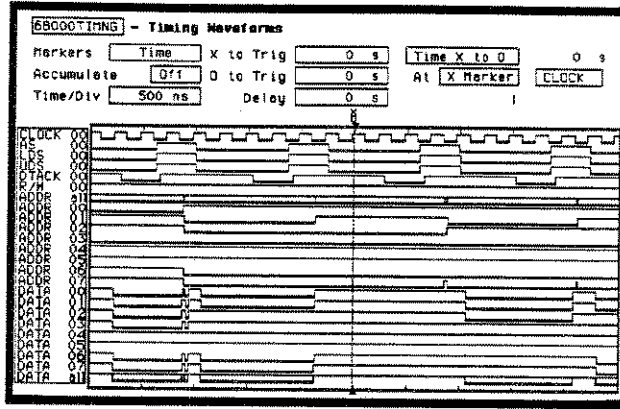 68000TIMNG - Timing Waveforms
Markers Time X to Trig 0 s Time X to O 0 s
Accumulate Off O to Trig 0 s At X Marker CLOCK
Time/Div 500 ns Delay 0 s
X
O
CLOCK 00
AS 00
LDS 00
UDS 00
DTACK 00
R/W 00
ADDR all
ADDR 00
ADDR 01
ADDR 02
ADDR 03
ADDR 04
ADDR 05
ADDR 06
ADDR 07
DATA 00
DATA 01
DATA 02
DATA 03
DATA 04
DATA 05
DATA 06
DATA 07
DATA all